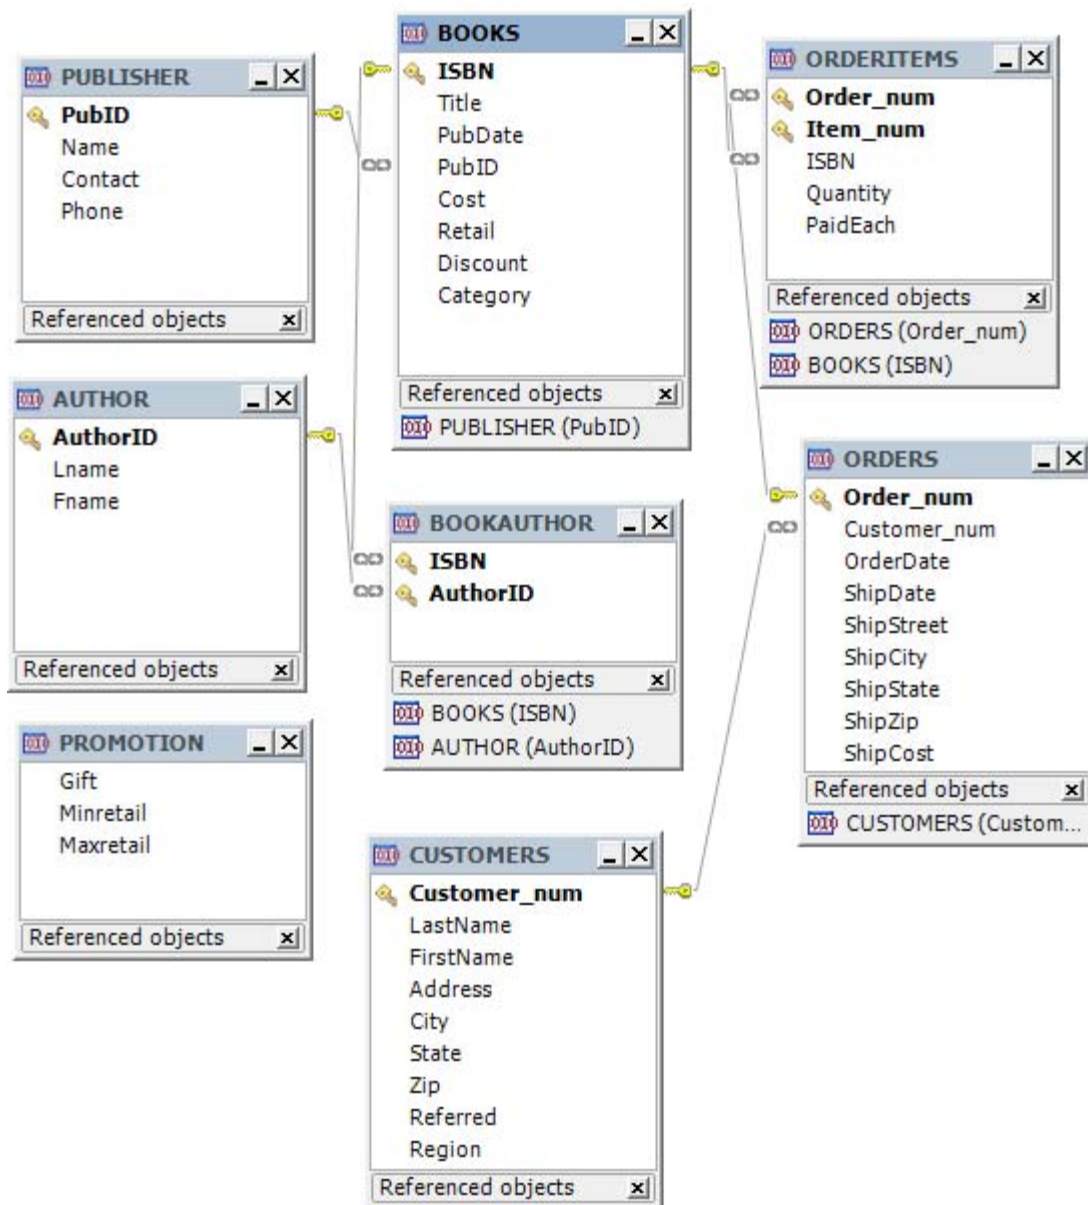 PUBLISHER
PubID
Name
Contact
Phone
Referenced objects
BOOKS
ISBN
Title
PubDate
PubID
Cost
Retail
Discount
Category
Referenced objects
PUBLISHER (PubID)
ORDERITEMS
Order_num
Item_num
ISBN
Quantity
PaidEach
Referenced objects
ORDERS (Order_num)
BOOKS (ISBN)
AUTHOR
AuthorID
Lname
Fname
Referenced objects
BOOKAUTHOR
ISBN
AuthorID
Referenced objects
BOOKS (ISBN)
AUTHOR (AuthorID)
ORDERS
Order_num
Customer_num
OrderDate
ShipDate
ShipStreet
ShipCity
ShipState
ShipZip
ShipCost
Referenced objects
CUSTOMERS (Custom...
PROMOTION
Gift
Minretail
Maxretail
Referenced objects
CUSTOMERS
Customer_num
LastName
FirstName
Address
City
State
Zip
Referred
Region
Referenced objects